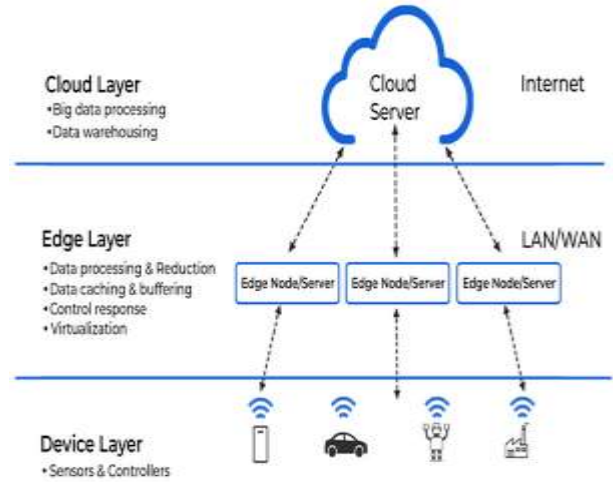 Cloud Layer
•Big data processing
•Data warehousing
Cloud
Server
Internet
Edge Layer
•Data processing & Reduction
•Data caching & buffering
•Control response
•Virtualization
LAN/WAN
Edge Node/Server
Edge Node/Server
Edge Node/Server
Device Layer
•Sensors & Controllers